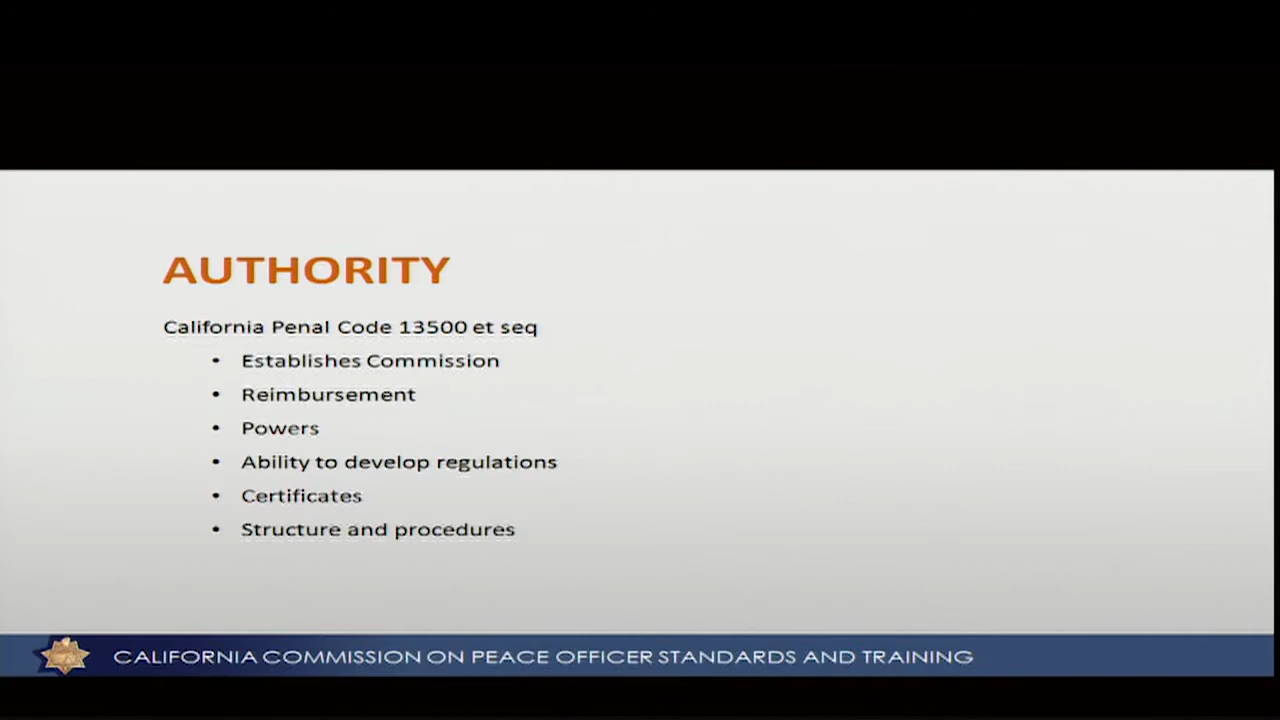 AUTHORITY
California Penal Code 13500 et seq
• Establishes Commission
• Reimbursement
• Powers
• Ability to develop regulations
• Certificates
• Structure and procedures
CALIFORNIA COMMISSION ON PEACE OFFICER STANDARDS AND TRAINING